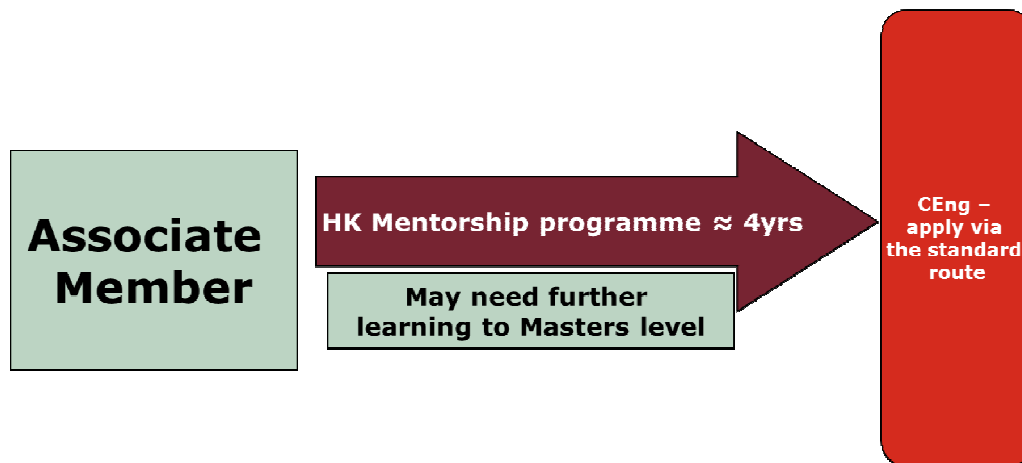 Associate
Member
HK Mentorship programme ≈ 4yrs
May need further
learning to Masters level
CEng –
apply via
the standard
route